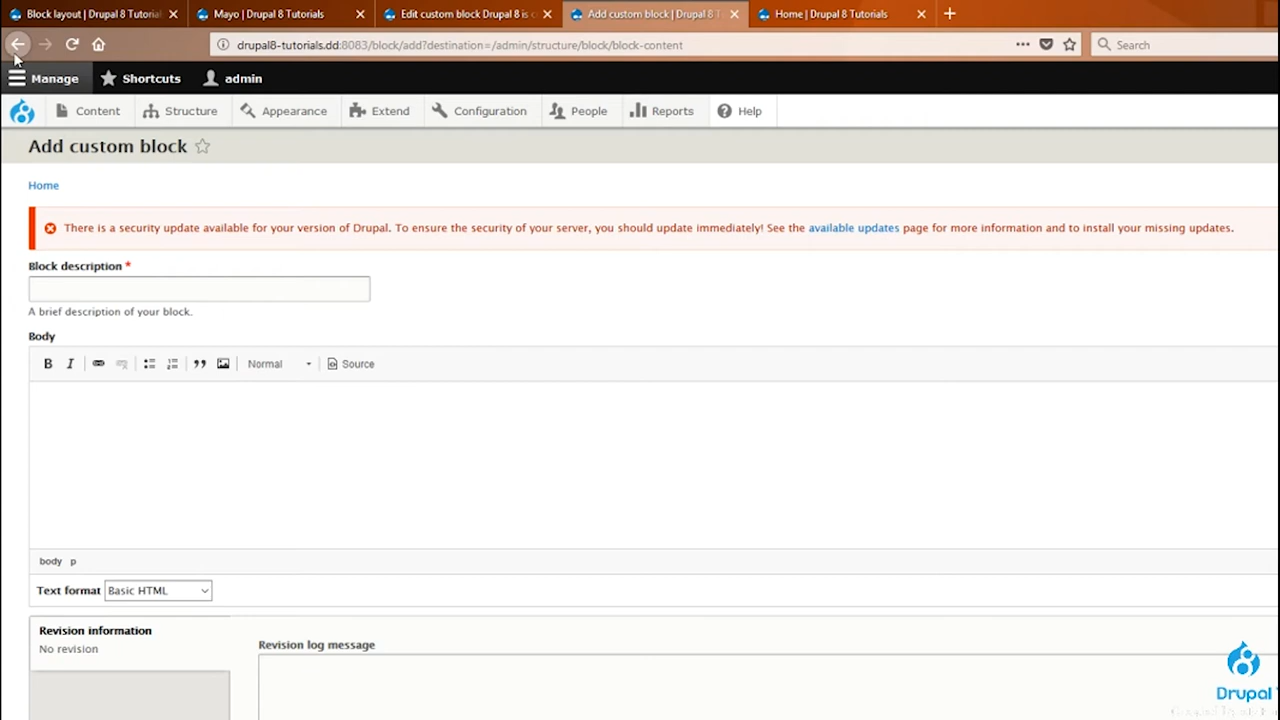 Block layout | Drupal 8 Tutorial
Mayo | Drupal 8 Tutorials
Edit custom block Drupal 8 is c
Add custom block | Drupal 8 T
Home | Drupal 8 Tutorials
drupal8-tutorials.dd:8083/block/add?destination=/admin/structure/block/block-content
Search
Manage
Shortcuts
admin
Content
Structure
Appearance
Extend
Configuration
People
Reports
Help
Add custom block
Home
There is a security update available for your version of Drupal. To ensure the security of your server, you should update immediately! See the available updates page for more information and to install your missing updates.
Block description *
A brief description of your block.
Body
B I Normal Source
body p
Text format Basic HTML
Revision information
No revision
Revision log message
Drupal